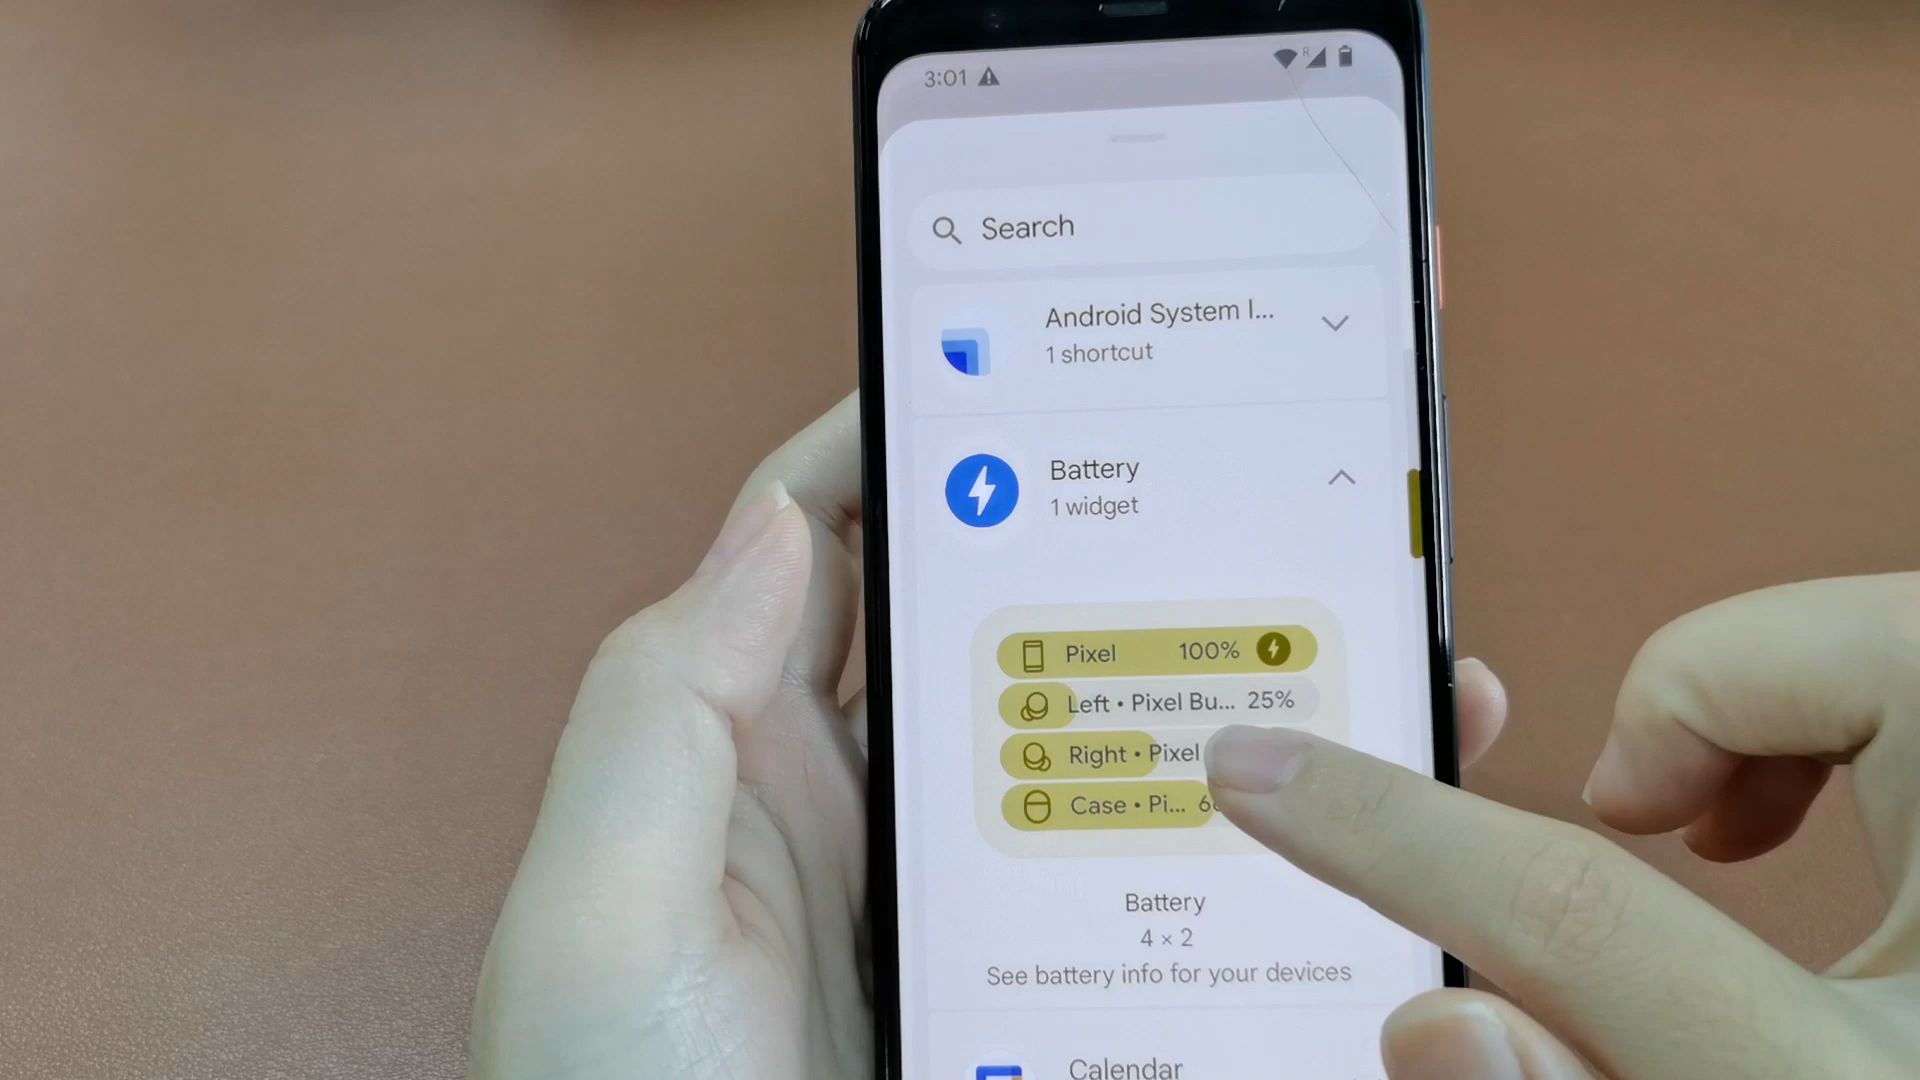 3:01
R
Search
Android System I...
1 shortcut
Battery
1 widget
Pixel 100%
Left • Pixel Bu... 25%
Right • Pixel
Case • Pi...
Battery
4 × 2
See battery info for your devices
Calendar